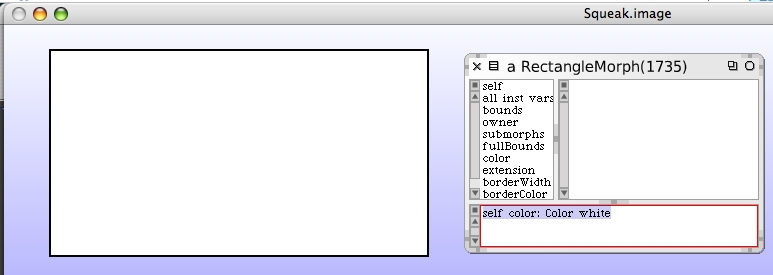 Squeak.image
a RectangleMorph(1735)
self
all inst vars
bounds
owner
submorphs
fullBounds
color
extension
borderWidth
borderColor
self color: Color white